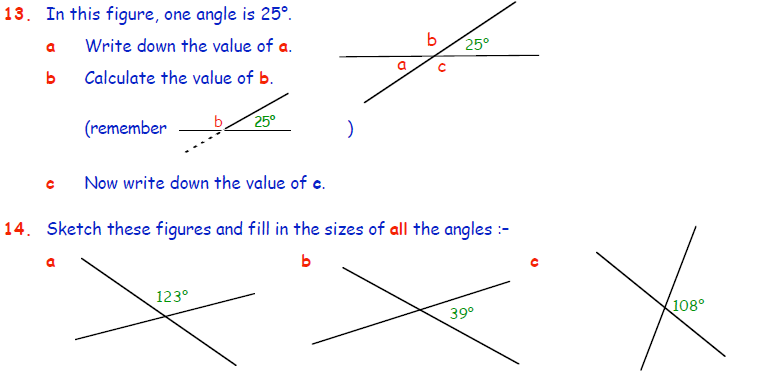 13. In this figure, one angle is 25°.
a Write down the value of a.
b Calculate the value of b.
b 25°
a c
(remember b 25° )
c Now write down the value of c.
14. Sketch these figures and fill in the sizes of all the angles :-
a b c
123° 39° 108°